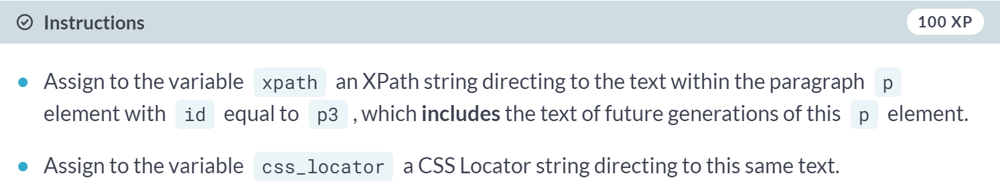 Instructions
100 XP
Assign to the variable xpath an XPath string directing to the text within the paragraph p
element with id equal to p3 , which includes the text of future generations of this p element.
Assign to the variable css_locator a CSS Locator string directing to this same text.